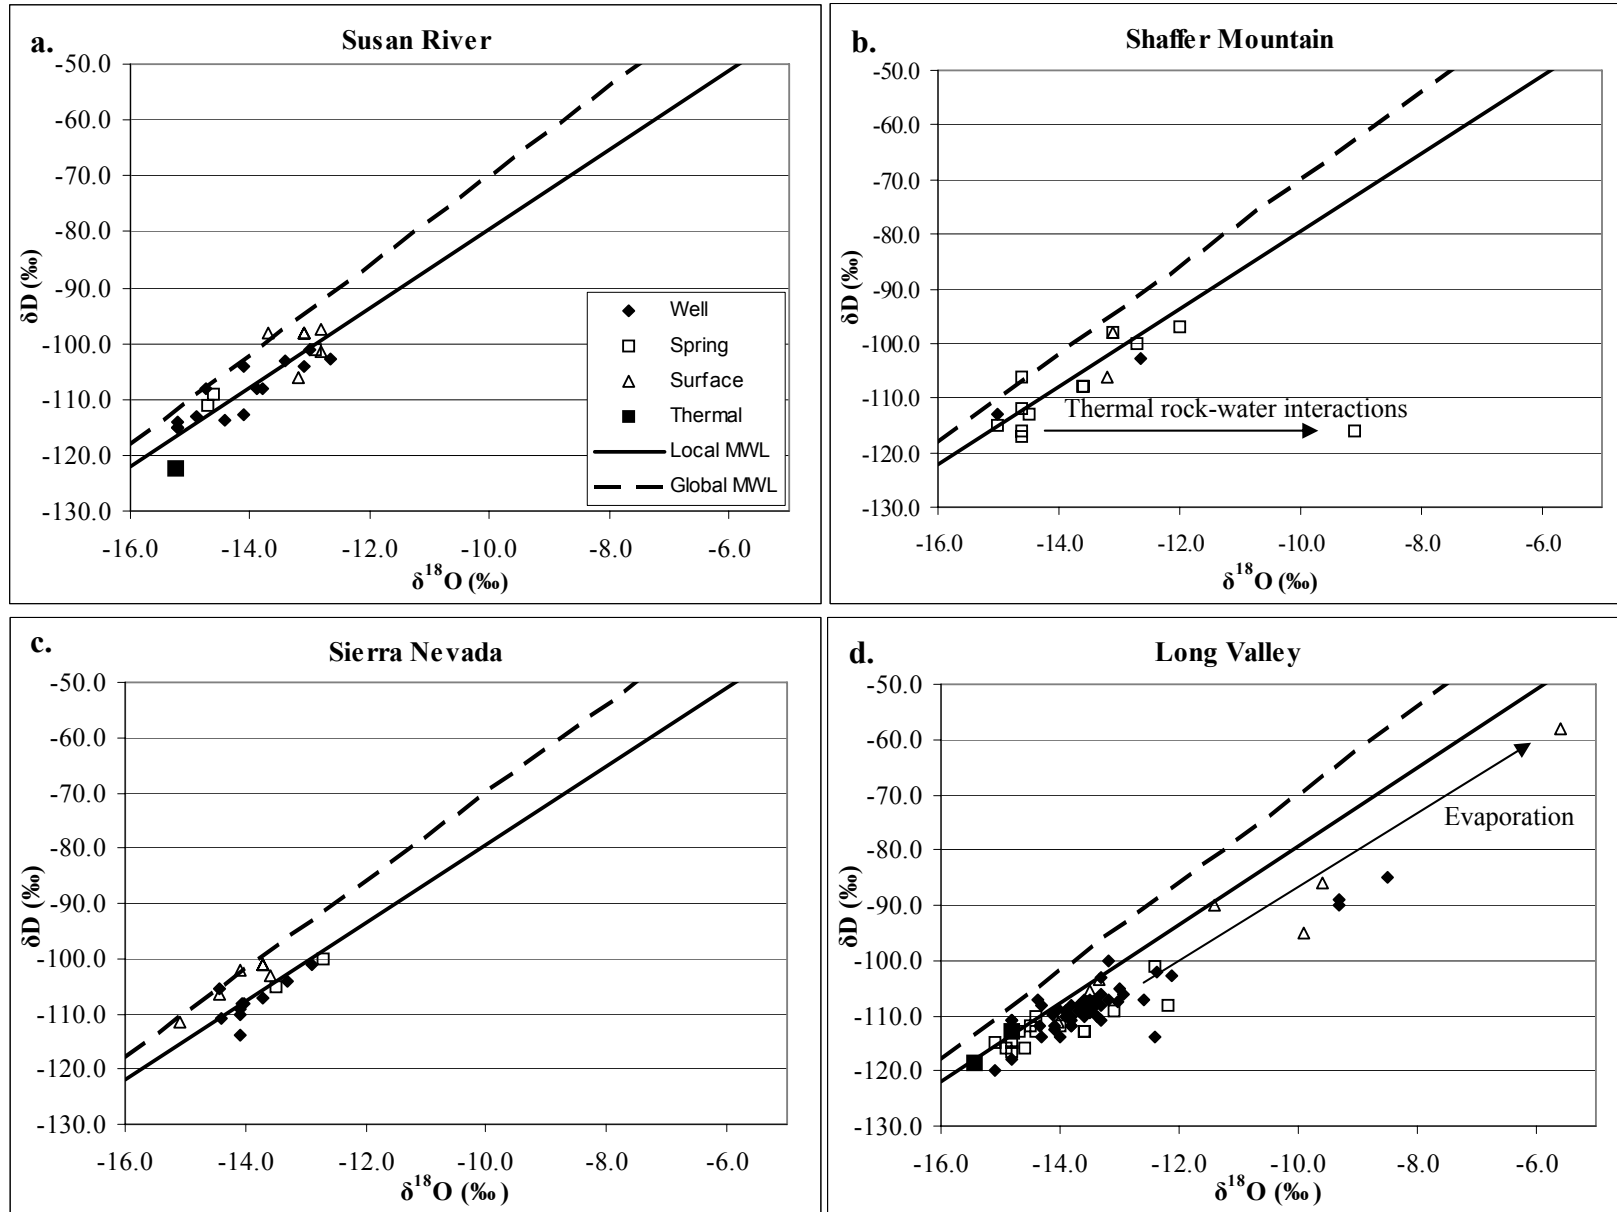 a.
Susan River
-50.0
-60.0
-70.0
-80.0
-90.0
-100.0
-110.0
-120.0
-130.0
δD (‰)
-16.0 -14.0 -12.0 -10.0 -8.0 -6.0
δ18O (‰)
Well
Spring
Surface
Thermal
Local MWL
Global MWL
b.
Shaffer Mountain
-50.0
-60.0
-70.0
-80.0
-90.0
-100.0
-110.0
-120.0
-130.0
δD (‰)
Thermal rock-water interactions
-16.0 -14.0 -12.0 -10.0 -8.0 -6.0
δ18O (‰)
c.
Sierra Nevada
-50.0
-60.0
-70.0
-80.0
-90.0
-100.0
-110.0
-120.0
-130.0
δD (‰)
-16.0 -14.0 -12.0 -10.0 -8.0 -6.0
δ18O (‰)
d.
Long Valley
-50.0
-60.0
-70.0
-80.0
-90.0
-100.0
-110.0
-120.0
-130.0
δD (‰)
Evaporation
-16.0 -14.0 -12.0 -10.0 -8.0 -6.0
δ18O (‰)